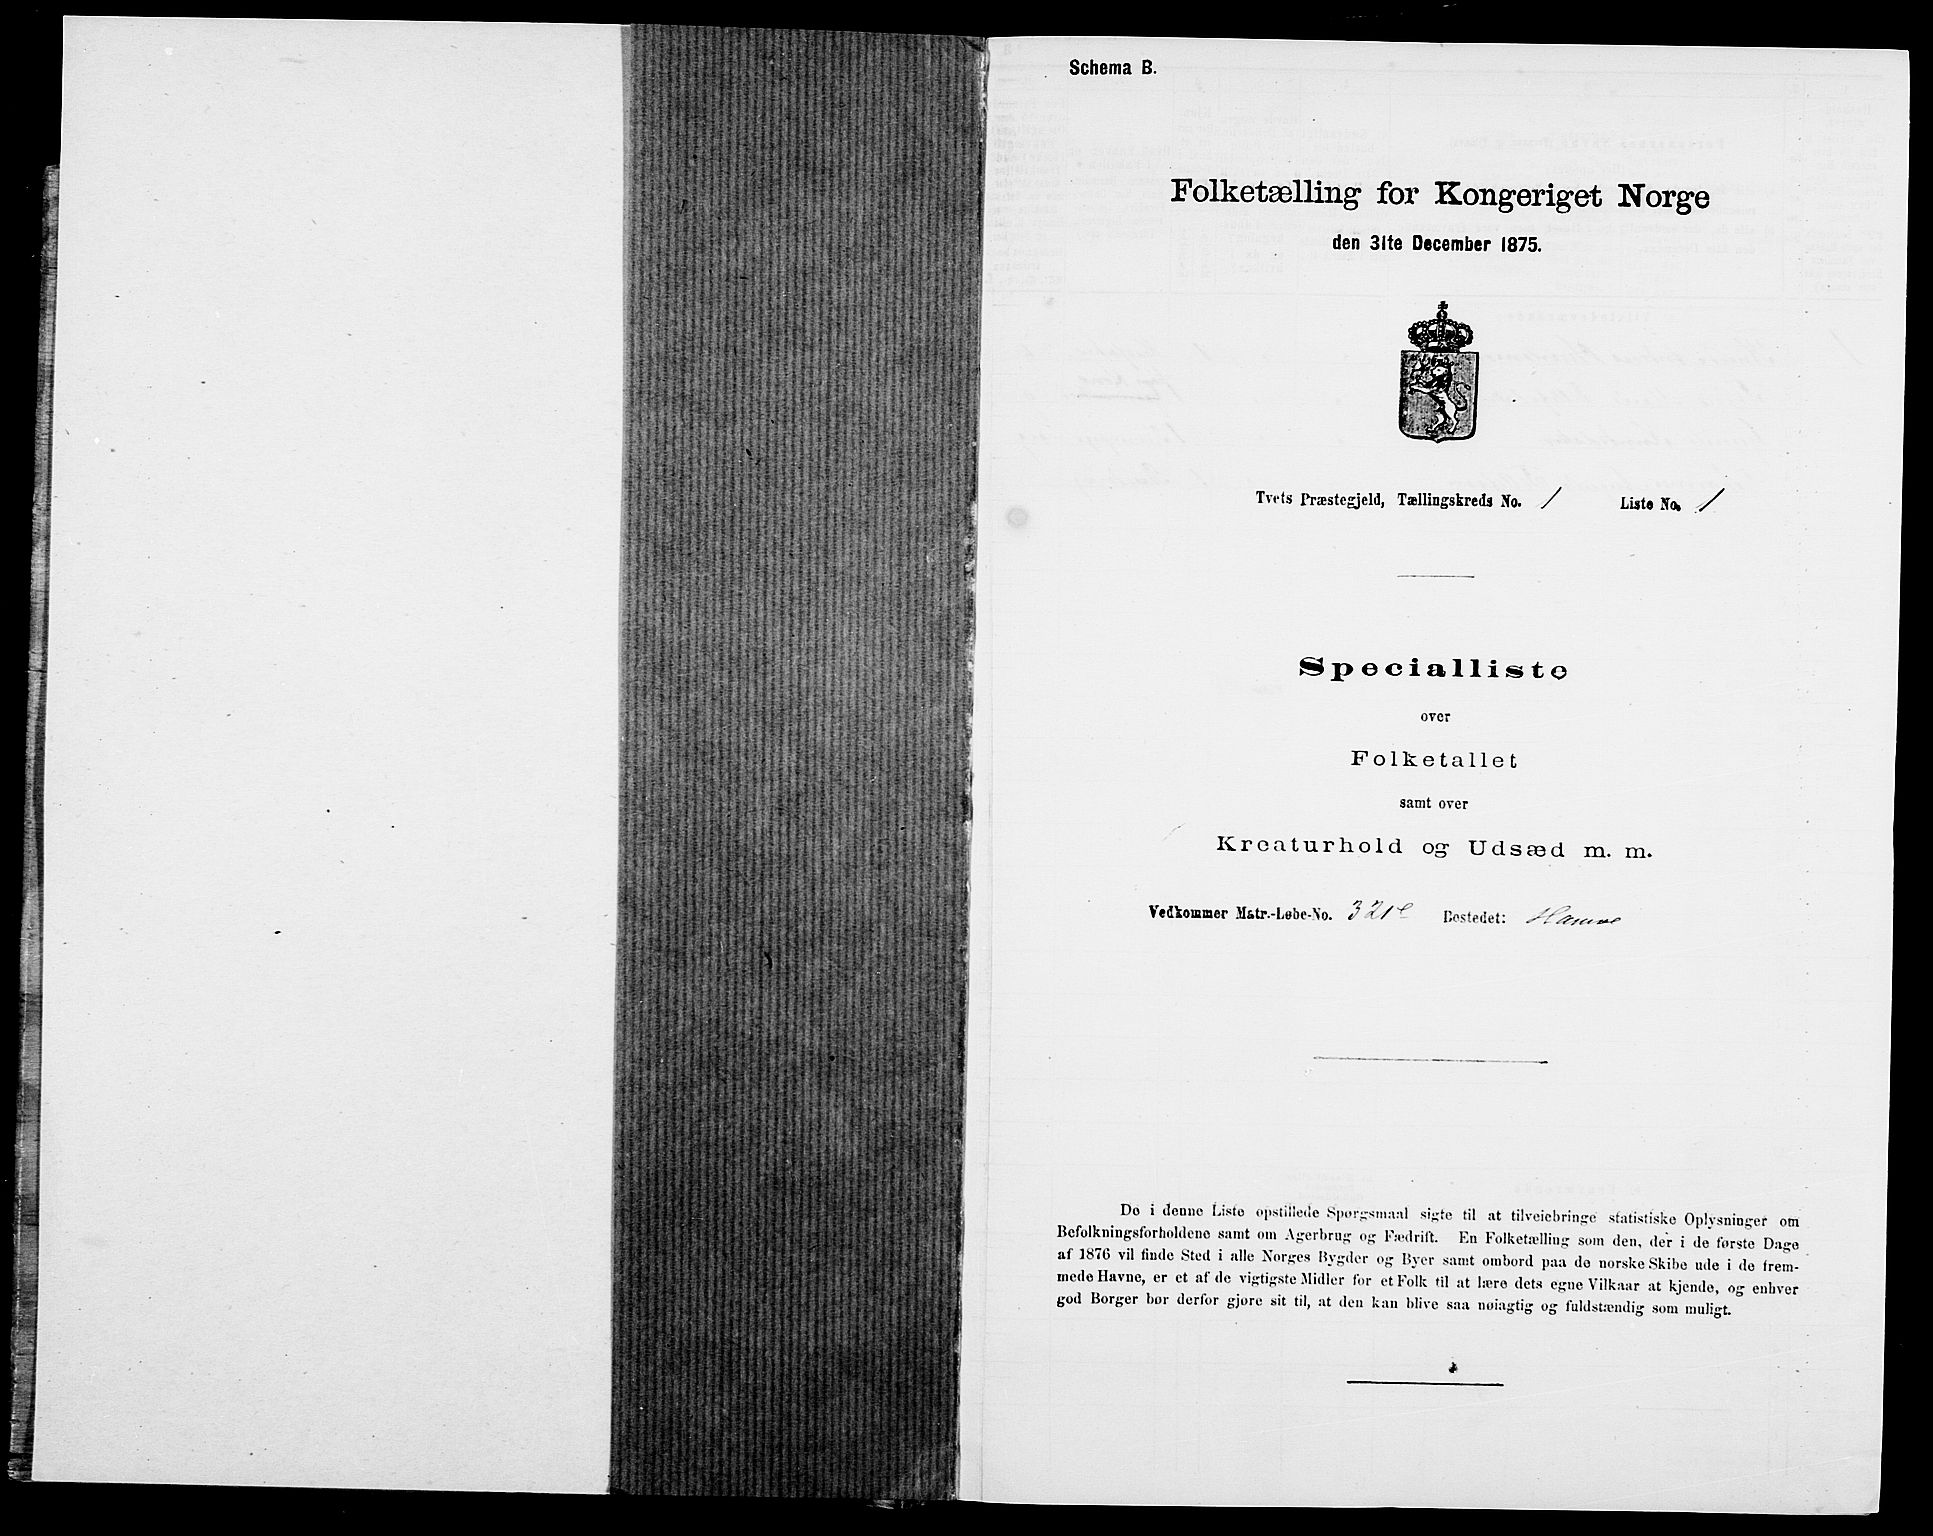 Schema B.
Folketælling for Kongeriget Norge
den 31te December 1875.
Tvets Præstegjeld, Tællingskreds No. 1 Liste No. 1
Specialliste
over
Folketallet
samt over
Kreaturhold og Udsæd m. m.
Vedkommer Matr.-Løbe-No. 321e Bostedet: Hamre
De i denne Liste opstillede Spørgsmaal sigte til at tilveiebringe statistiske Oplysninger om
Befolkningsforholdene samt om Agerbrug og Fædrift. En Folketælling som den, der i de første Dage
af 1876 vil finde Sted i alle Norges Bygder og Byer samt ombord paa de norske Skibe ude i de frem-
mede Havne, er et af de vigtigste Midler for et Folk til at lære dets egne Vilkaar at kjende, og enhver
god Borger bør derfor gjøre sit til, at den kan blive saa nøiagtig og fuldstændig som muligt.